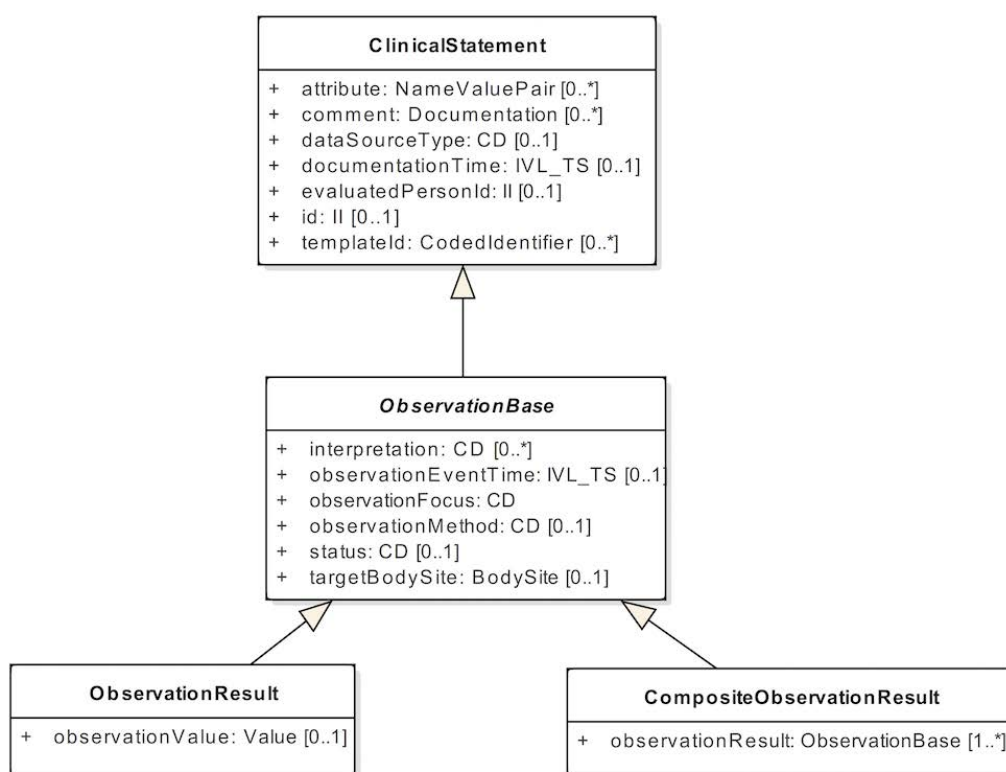 ClinicalStatement
+ attribute: NameValuePair [0..*]
+ comment: Documentation [0..*]
+ dataSourceType: CD [0..1]
+ documentationTime: IVL_TS [0..1]
+ evaluatedPersonId: II [0..1]
+ id: II [0..1]
+ templateId: CodedIdentifier [0..*]
ObservationBase
+ interpretation: CD [0..*]
+ observationEventTime: IVL_TS [0..1]
+ observationFocus: CD
+ observationMethod: CD [0..1]
+ status: CD [0..1]
+ targetBodySite: BodySite [0..1]
ObservationResult
+ observationValue: Value [0..1]
CompositeObservationResult
+ observationResult: ObservationBase [1..*]